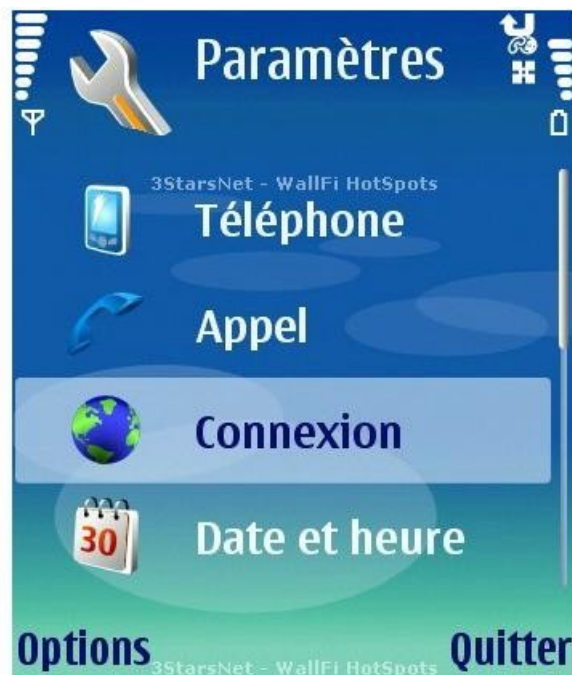 Paramètres
3StarsNet - WallFi HotSpots
Téléphone
Appel
Connexion
30
Date et heure
Options
Quitter
3StarsNet - WallFi HotSpots